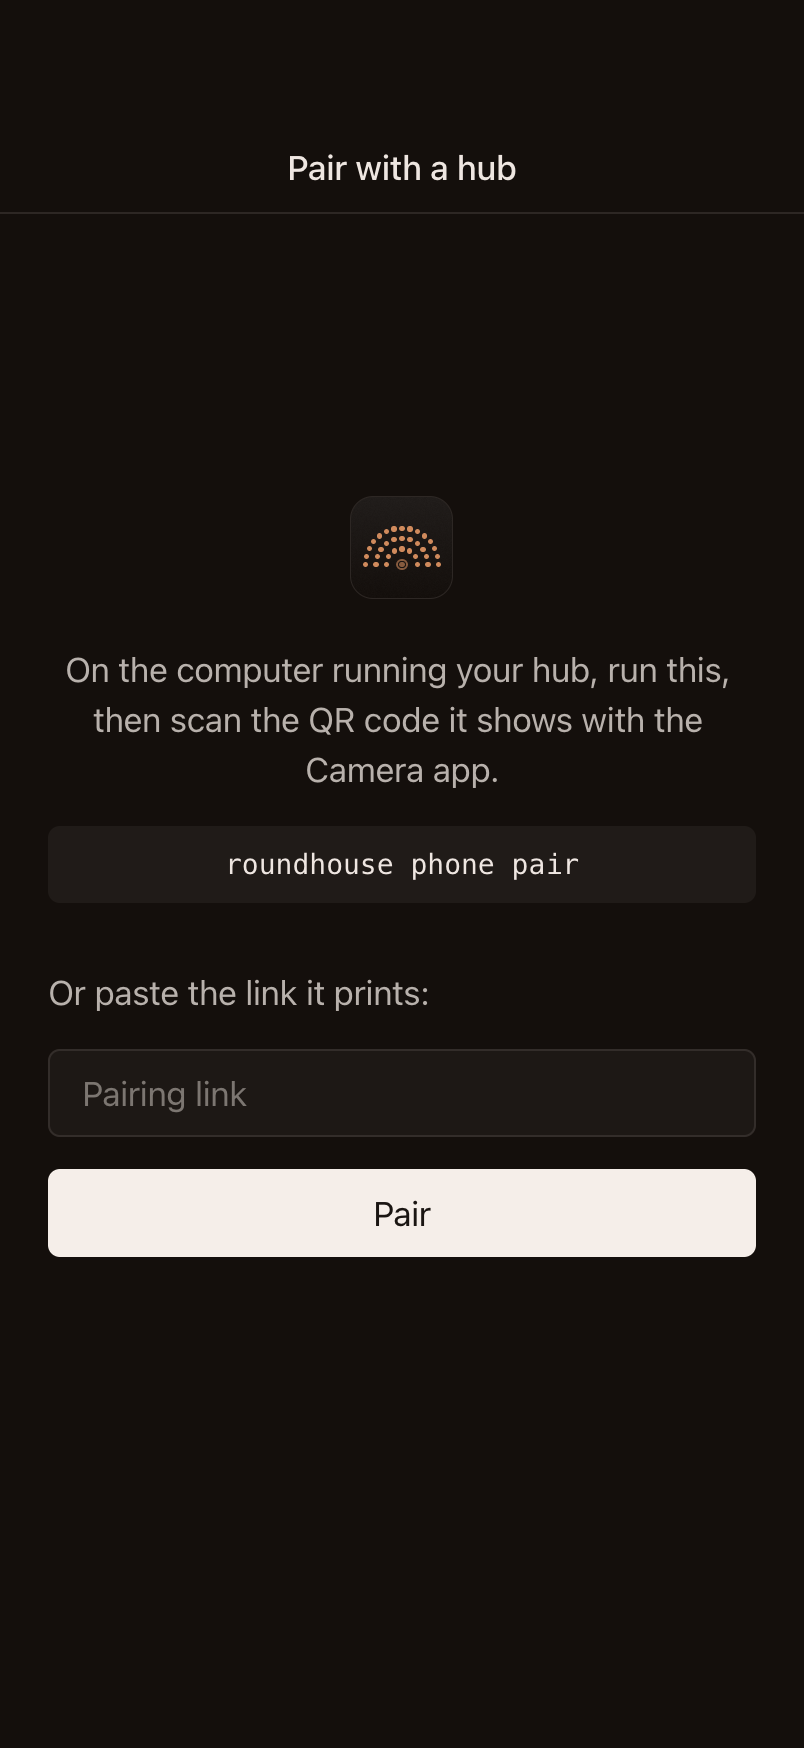 Pair with a hub
On the computer running your hub, run this,
then scan the QR code it shows with the
Camera app.
roundhouse phone pair
Or paste the link it prints:
Pairing link
Pair